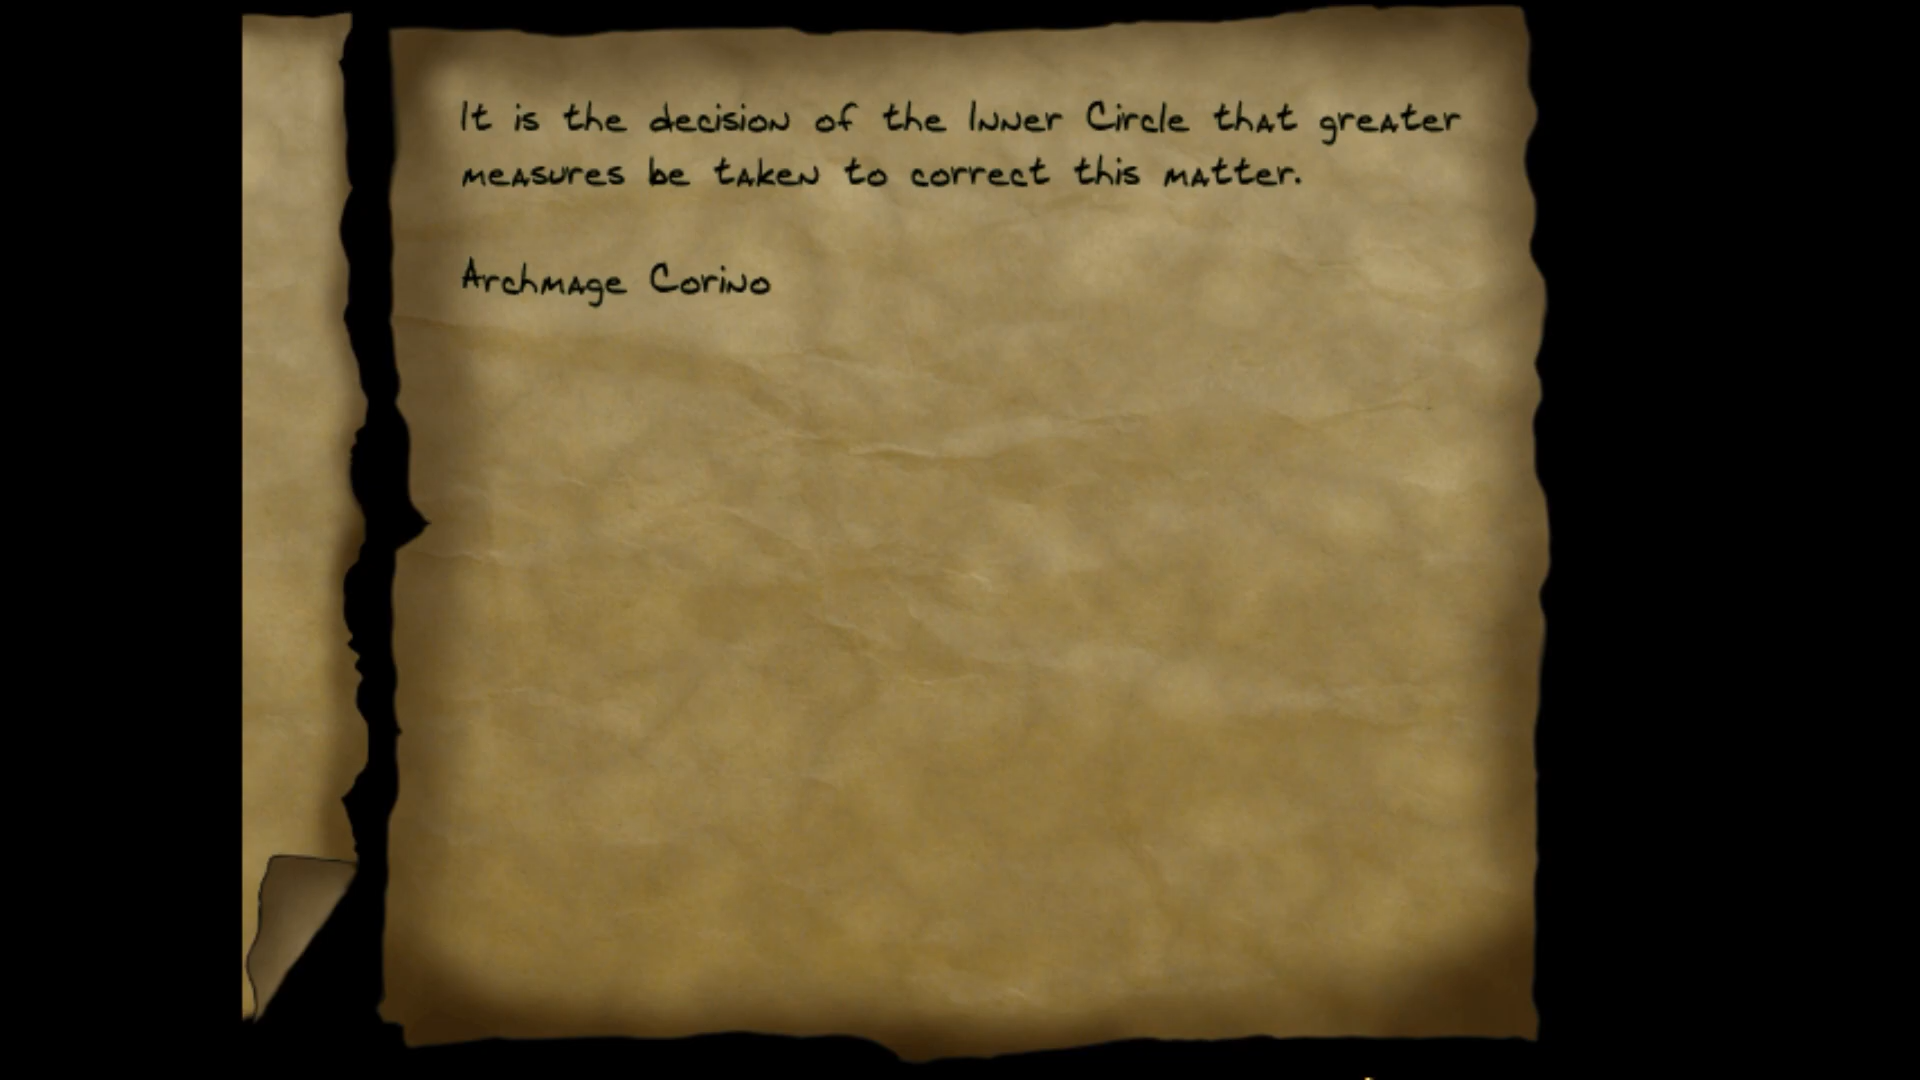 It is the decision of the Inner Circle that greater
measures be taken to correct this matter.
Archmage Corino